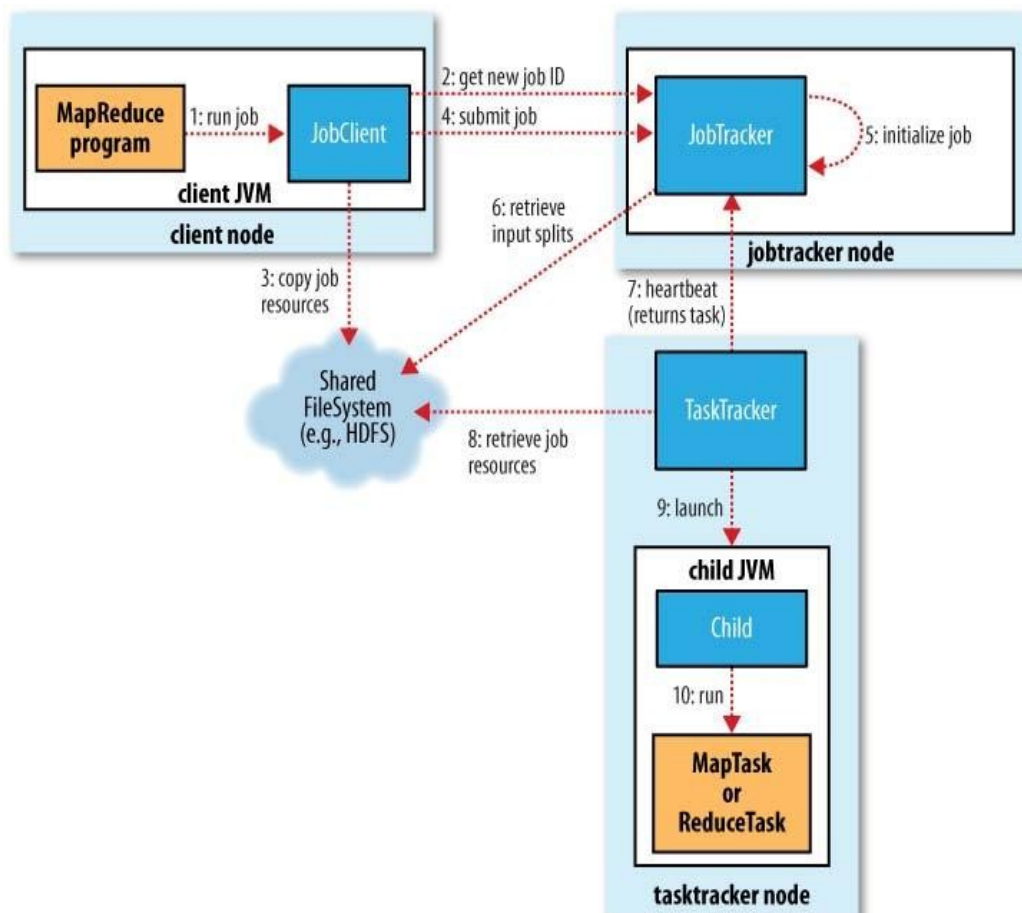 MapReduce
program
1: run job
JobClient
client JVM
client node
2: get new job ID
4: submit job
JobTracker
5: initialize job
jobtracker node
3: copy job
resources
6: retrieve
input splits
7: heartbeat
(returns task)
Shared
FileSystem
(e.g., HDFS)
8: retrieve job
resources
TaskTracker
9: launch
child JVM
Child
10: run
MapTask
or
ReduceTask
tasktracker node